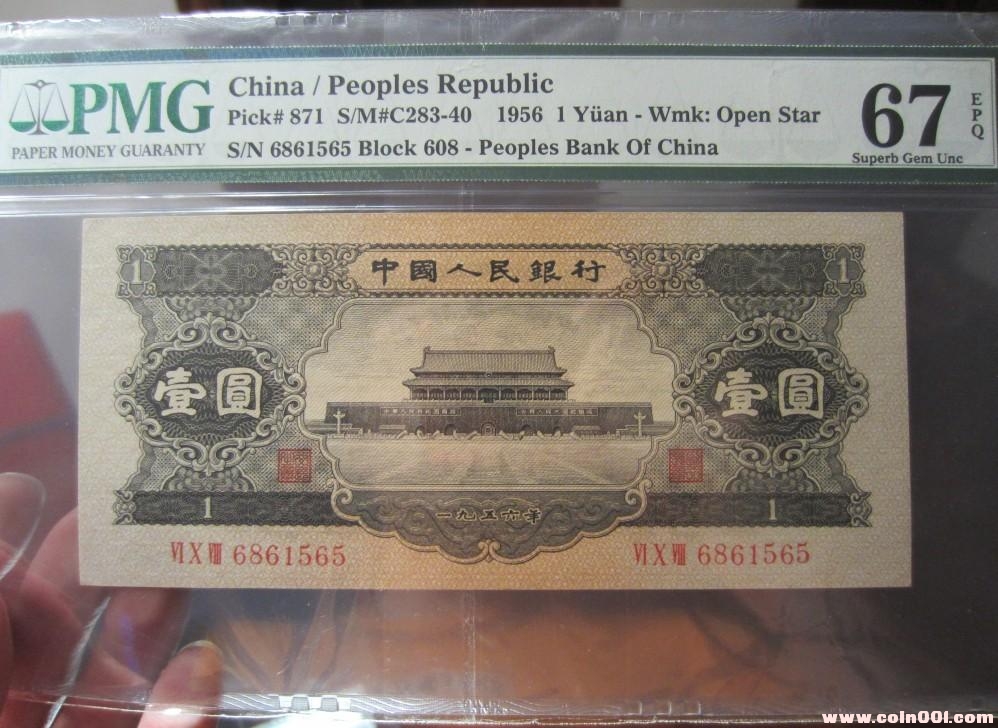 PMG
PAPER MONEY GUARANTY
China / Peoples Republic
Pick# 871 S/M#C283-40 1956 1 Yüan - Wmk: Open Star
S/N 6861565 Block 608 - Peoples Bank Of China
67
EPQ
Superb Gem Unc
1
中國人民銀行
1
壹圓
壹圓
1
一九五六年
1
VI X VIII 6861565
VI X VIII 6861565
www.coin001.com